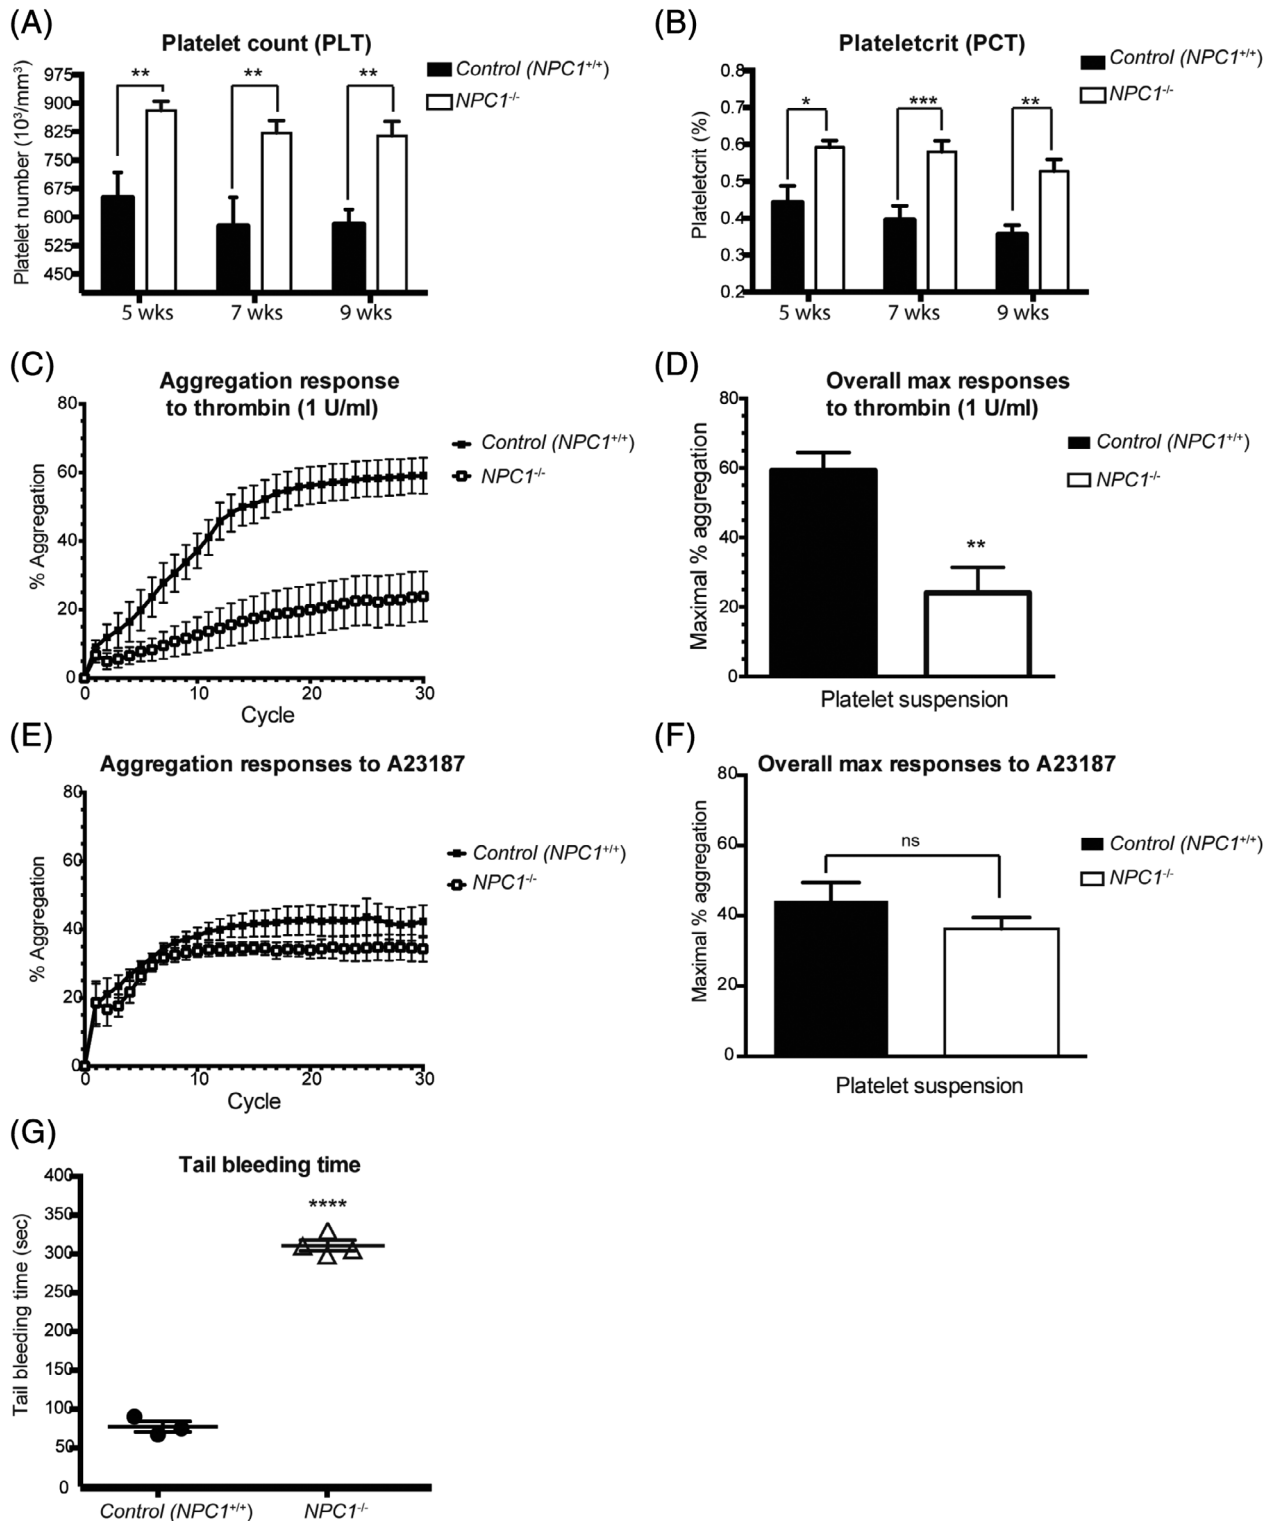 (A)
Platelet count (PLT)
Platelet number (10³/mm³)
975
900
825
750
675
600
525
450
**
**
**
5 wks
7 wks
9 wks
Control (NPC1+/+)
NPC1-/-
(B)
Plateletcrit (PCT)
Plateletcrit (%)
0.8
0.7
0.6
0.5
0.4
0.3
0.2
*
***
**
5 wks
7 wks
9 wks
Control (NPC1+/+)
NPC1-/-
(C)
Aggregation response
to thrombin (1 U/ml)
% Aggregation
80
60
40
20
0
0
10
20
30
Cycle
Control (NPC1+/+)
NPC1-/-
(D)
Overall max responses
to thrombin (1 U/ml)
Maximal % aggregation
80
60
40
20
0
**
Platelet suspension
Control (NPC1+/+)
NPC1-/-
(E)
Aggregation responses to A23187
% Aggregation
80
60
40
20
0
0
10
20
30
Cycle
Control (NPC1+/+)
NPC1-/-
(F)
Overall max responses to A23187
Maximal % aggregation
80
60
40
20
0
ns
Platelet suspension
Control (NPC1+/+)
NPC1-/-
(G)
Tail bleeding time
Tail bleeding time (sec)
400
350
300
250
200
150
100
50
0
****
Control (NPC1+/+)
NPC1-/-